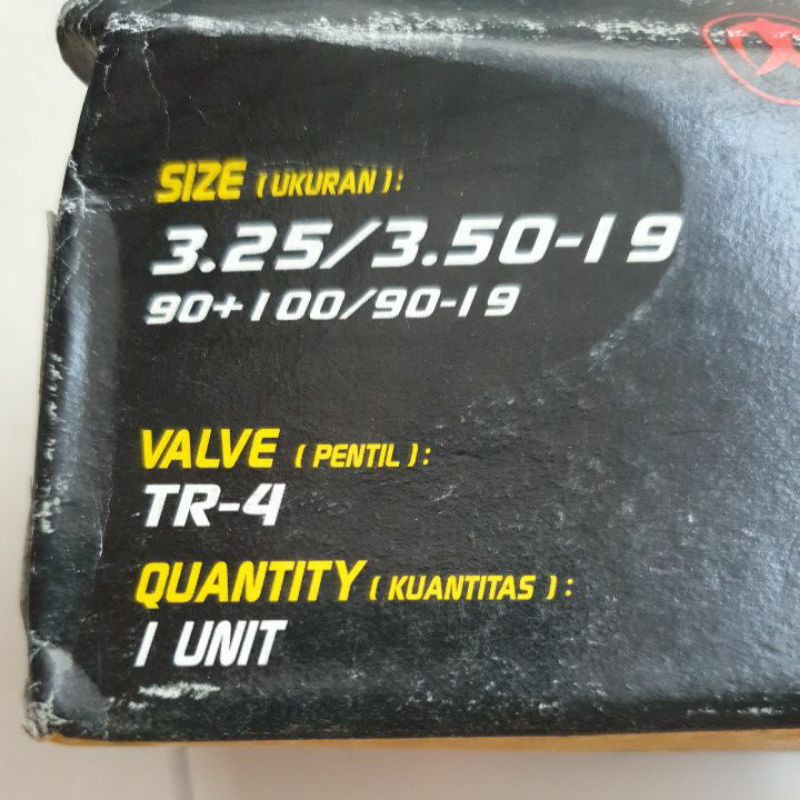 SIZE (UKURAN):
3.25/3.50-19
90+100/90-19
VALVE (PENTIL):
TR-4
QUANTITY (KUANTITAS):
1 UNIT